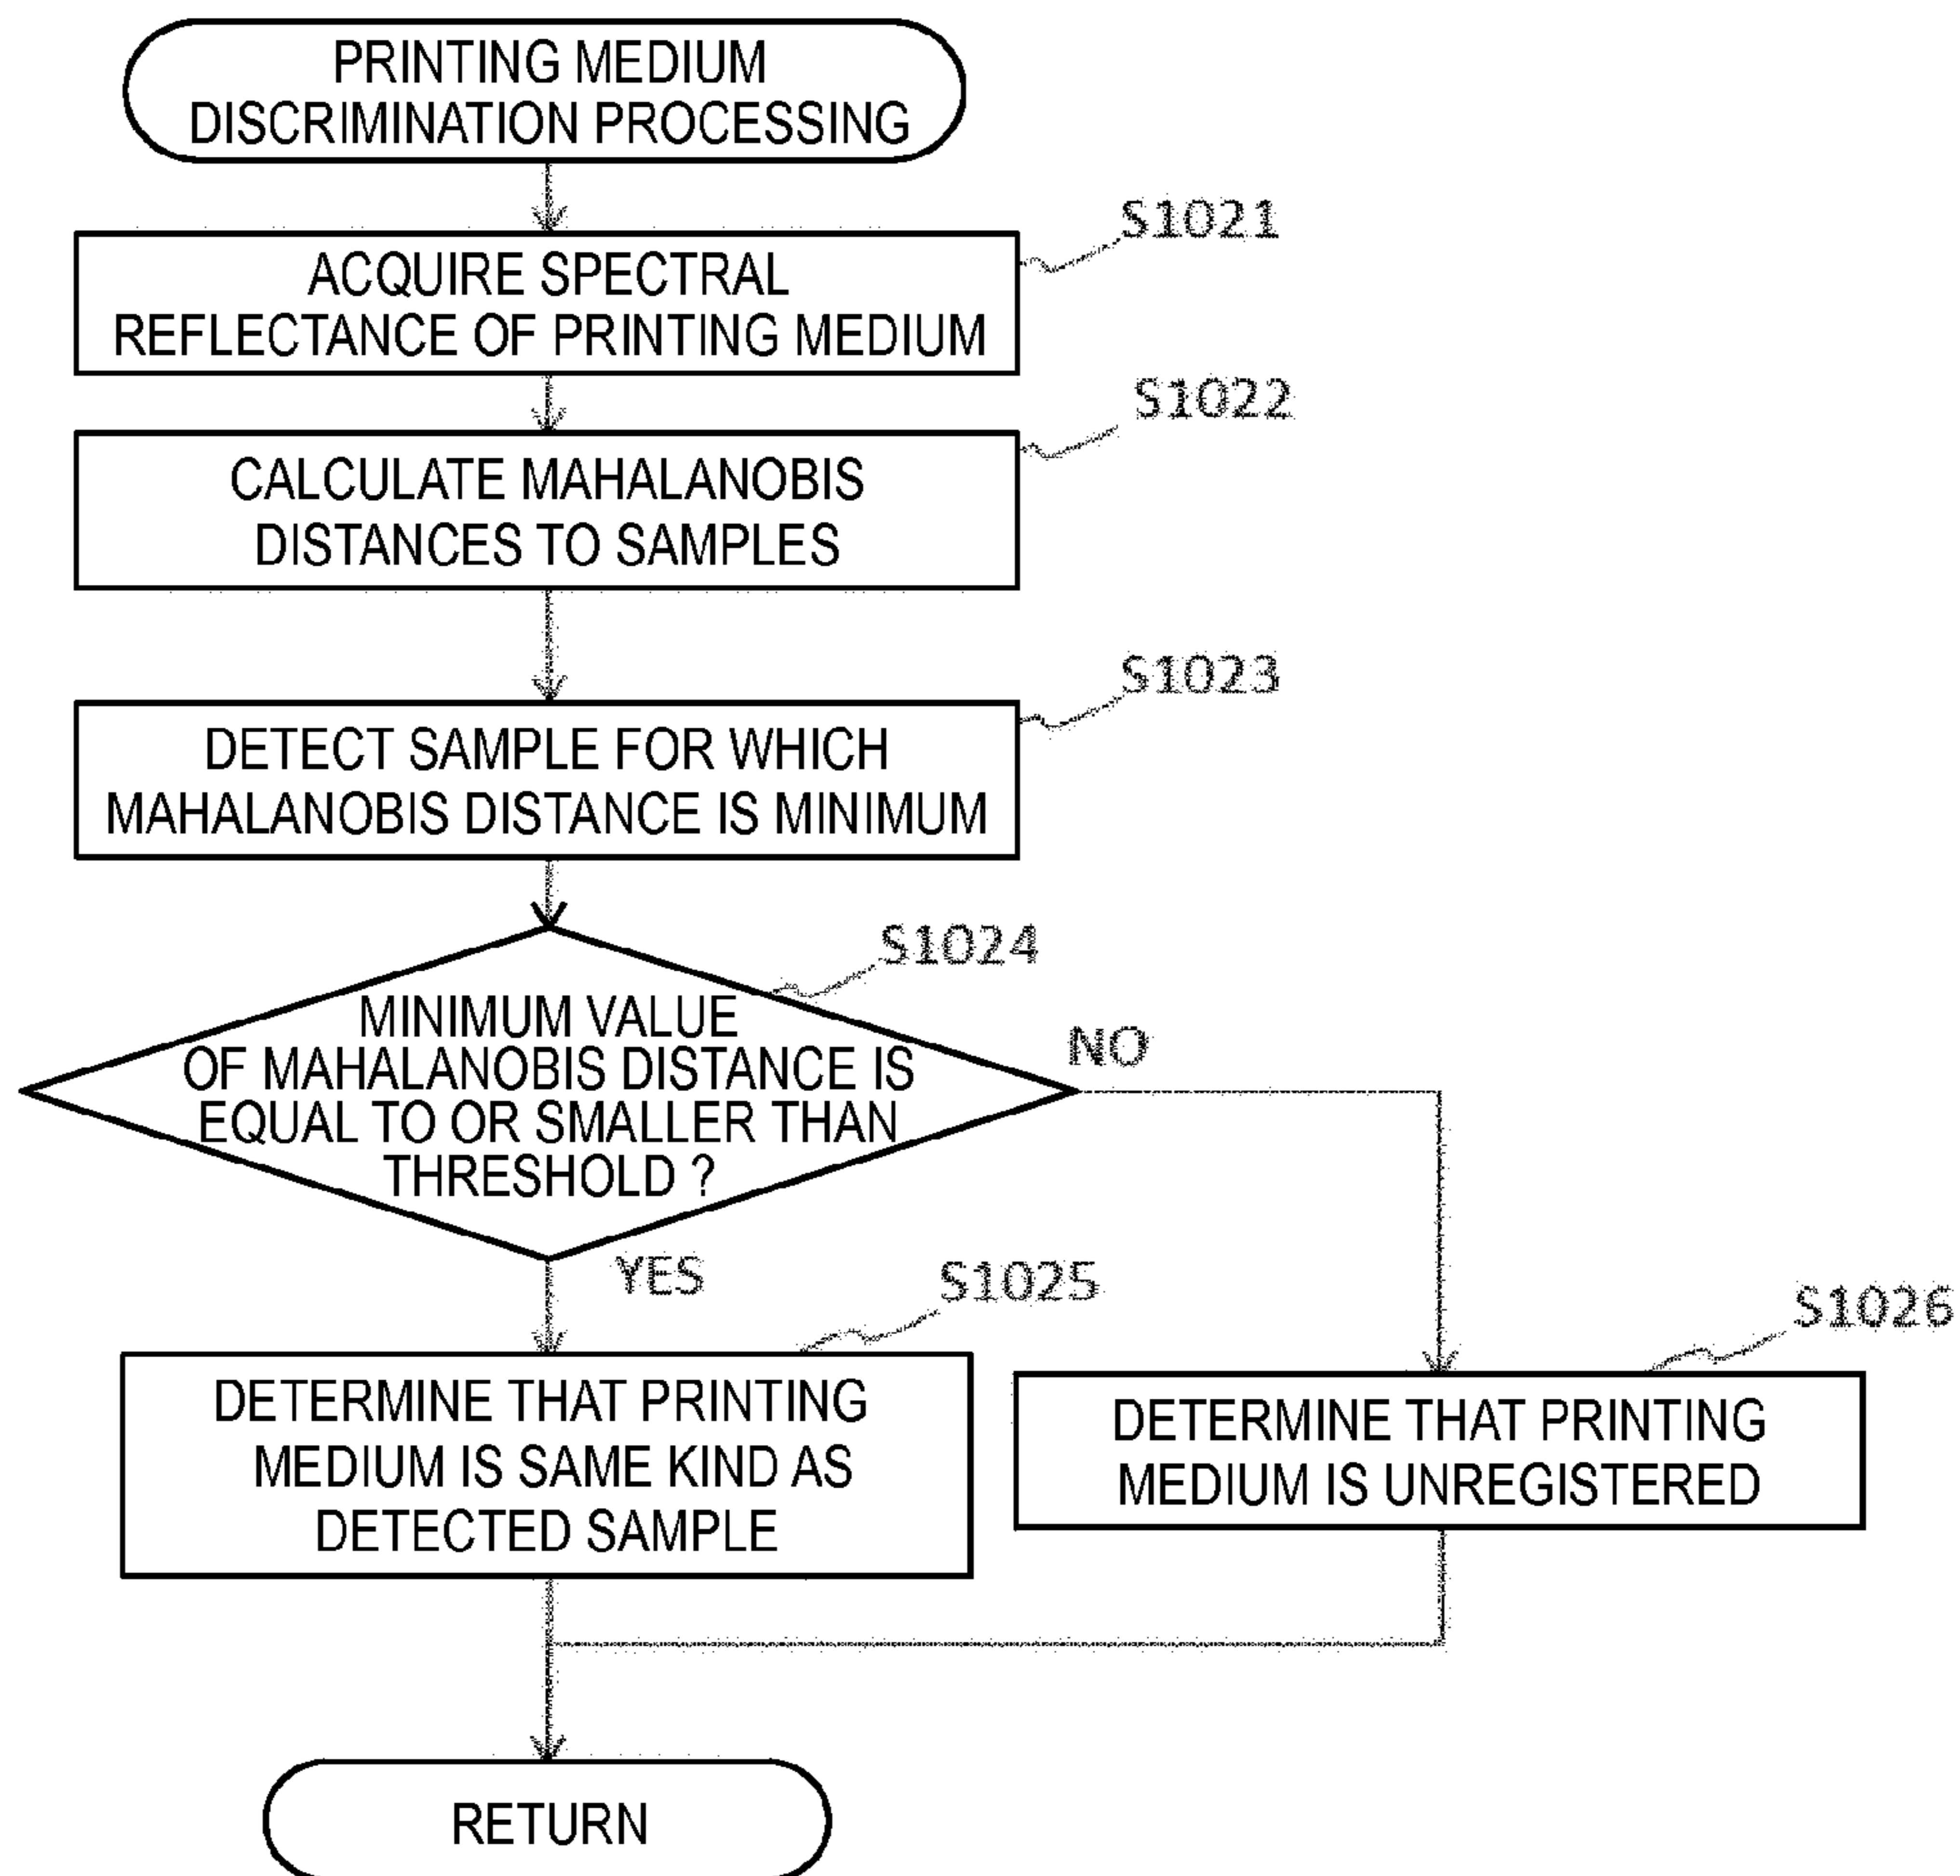 PRINTING MEDIUM
DISCRIMINATION PROCESSING
S1021
ACQUIRE SPECTRAL
REFLECTANCE OF PRINTING MEDIUM
S1022
CALCULATE MAHALANOBIS
DISTANCES TO SAMPLES
S1023
DETECT SAMPLE FOR WHICH
MAHALANOBIS DISTANCE IS MINIMUM
S1024
MINIMUM VALUE
OF MAHALANOBIS DISTANCE IS
EQUAL TO OR SMALLER THAN
THRESHOLD ?
NO
YES
S1025
DETERMINE THAT PRINTING
MEDIUM IS SAME KIND AS
DETECTED SAMPLE
S1026
DETERMINE THAT PRINTING
MEDIUM IS UNREGISTERED
RETURN